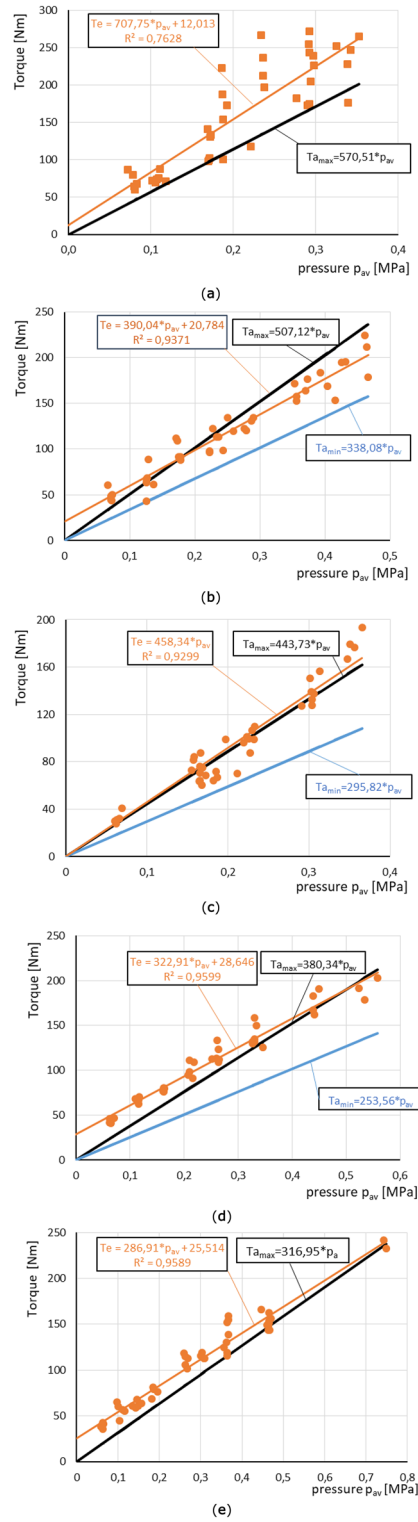 Torque [Nm]
300
250
200
150
100
50
0
Te = 707,75*pav + 12,013
R² = 0,7628
Tamax=570,51*pav
0,0 0,1 0,2 0,3 0,4
pressure pav [MPa]
(a)
Torque [Nm]
250
200
150
100
50
0
Te = 390,04*pav + 20,784
R² = 0,9371
Tamax=507,12*pav
Tamin=338,08*pav
0 0,1 0,2 0,3 0,4 0,5
pressure pav [MPa]
(b)
Torque [Nm]
200
160
120
80
40
0
Te = 458,34*pav
R² = 0,9299
Tamax=443,73*pav
Tamin=295,82*pav
0 0,1 0,2 0,3 0,4
pressure pav [MPa]
(c)
Torque [Nm]
250
200
150
100
50
0
Te = 322,91*pav + 28,646
R² = 0,9599
Tamax=380,34*pav
Tamin=253,56*pav
0 0,1 0,2 0,3 0,4 0,5 0,6
pressure pav [MPa]
(d)
Torque [Nm]
250
200
150
100
50
0
Te = 286,91*pav + 25,514
R² = 0,9589
Tamax=316,95*pa
0 0,1 0,2 0,3 0,4 0,5 0,6 0,7 0,8
pressure pav [MPa]
(e)